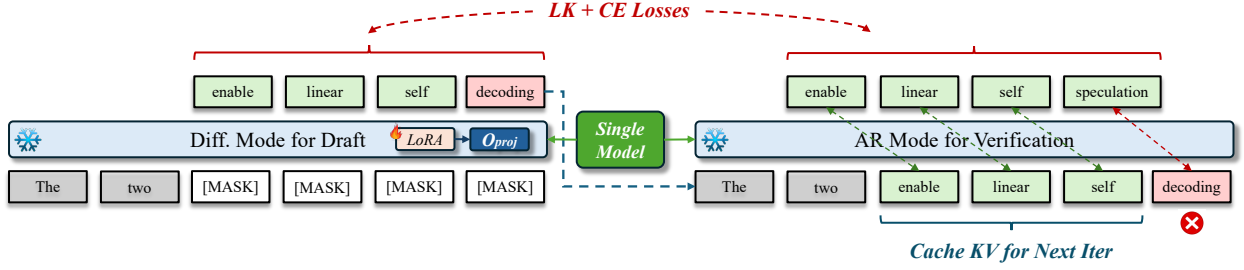 LK + CE Losses
enable linear self decoding
enable linear self speculation
Diff. Mode for Draft LoRA Oproj
Single
Model
AR Mode for Verification
The two [MASK] [MASK] [MASK] [MASK]
The two enable linear self decoding
Cache KV for Next Iter